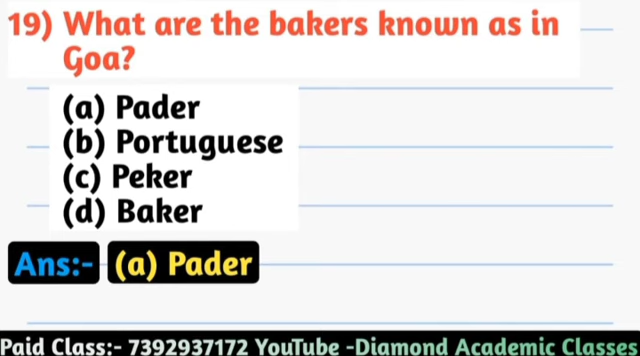 19) What are the bakers known as in
Goa?
(a) Pader
(b) Portuguese
(c) Peker
(d) Baker
Ans:- (a) Pader
Paid Class:- 7392937172 YouTube -Diamond Academic Classes